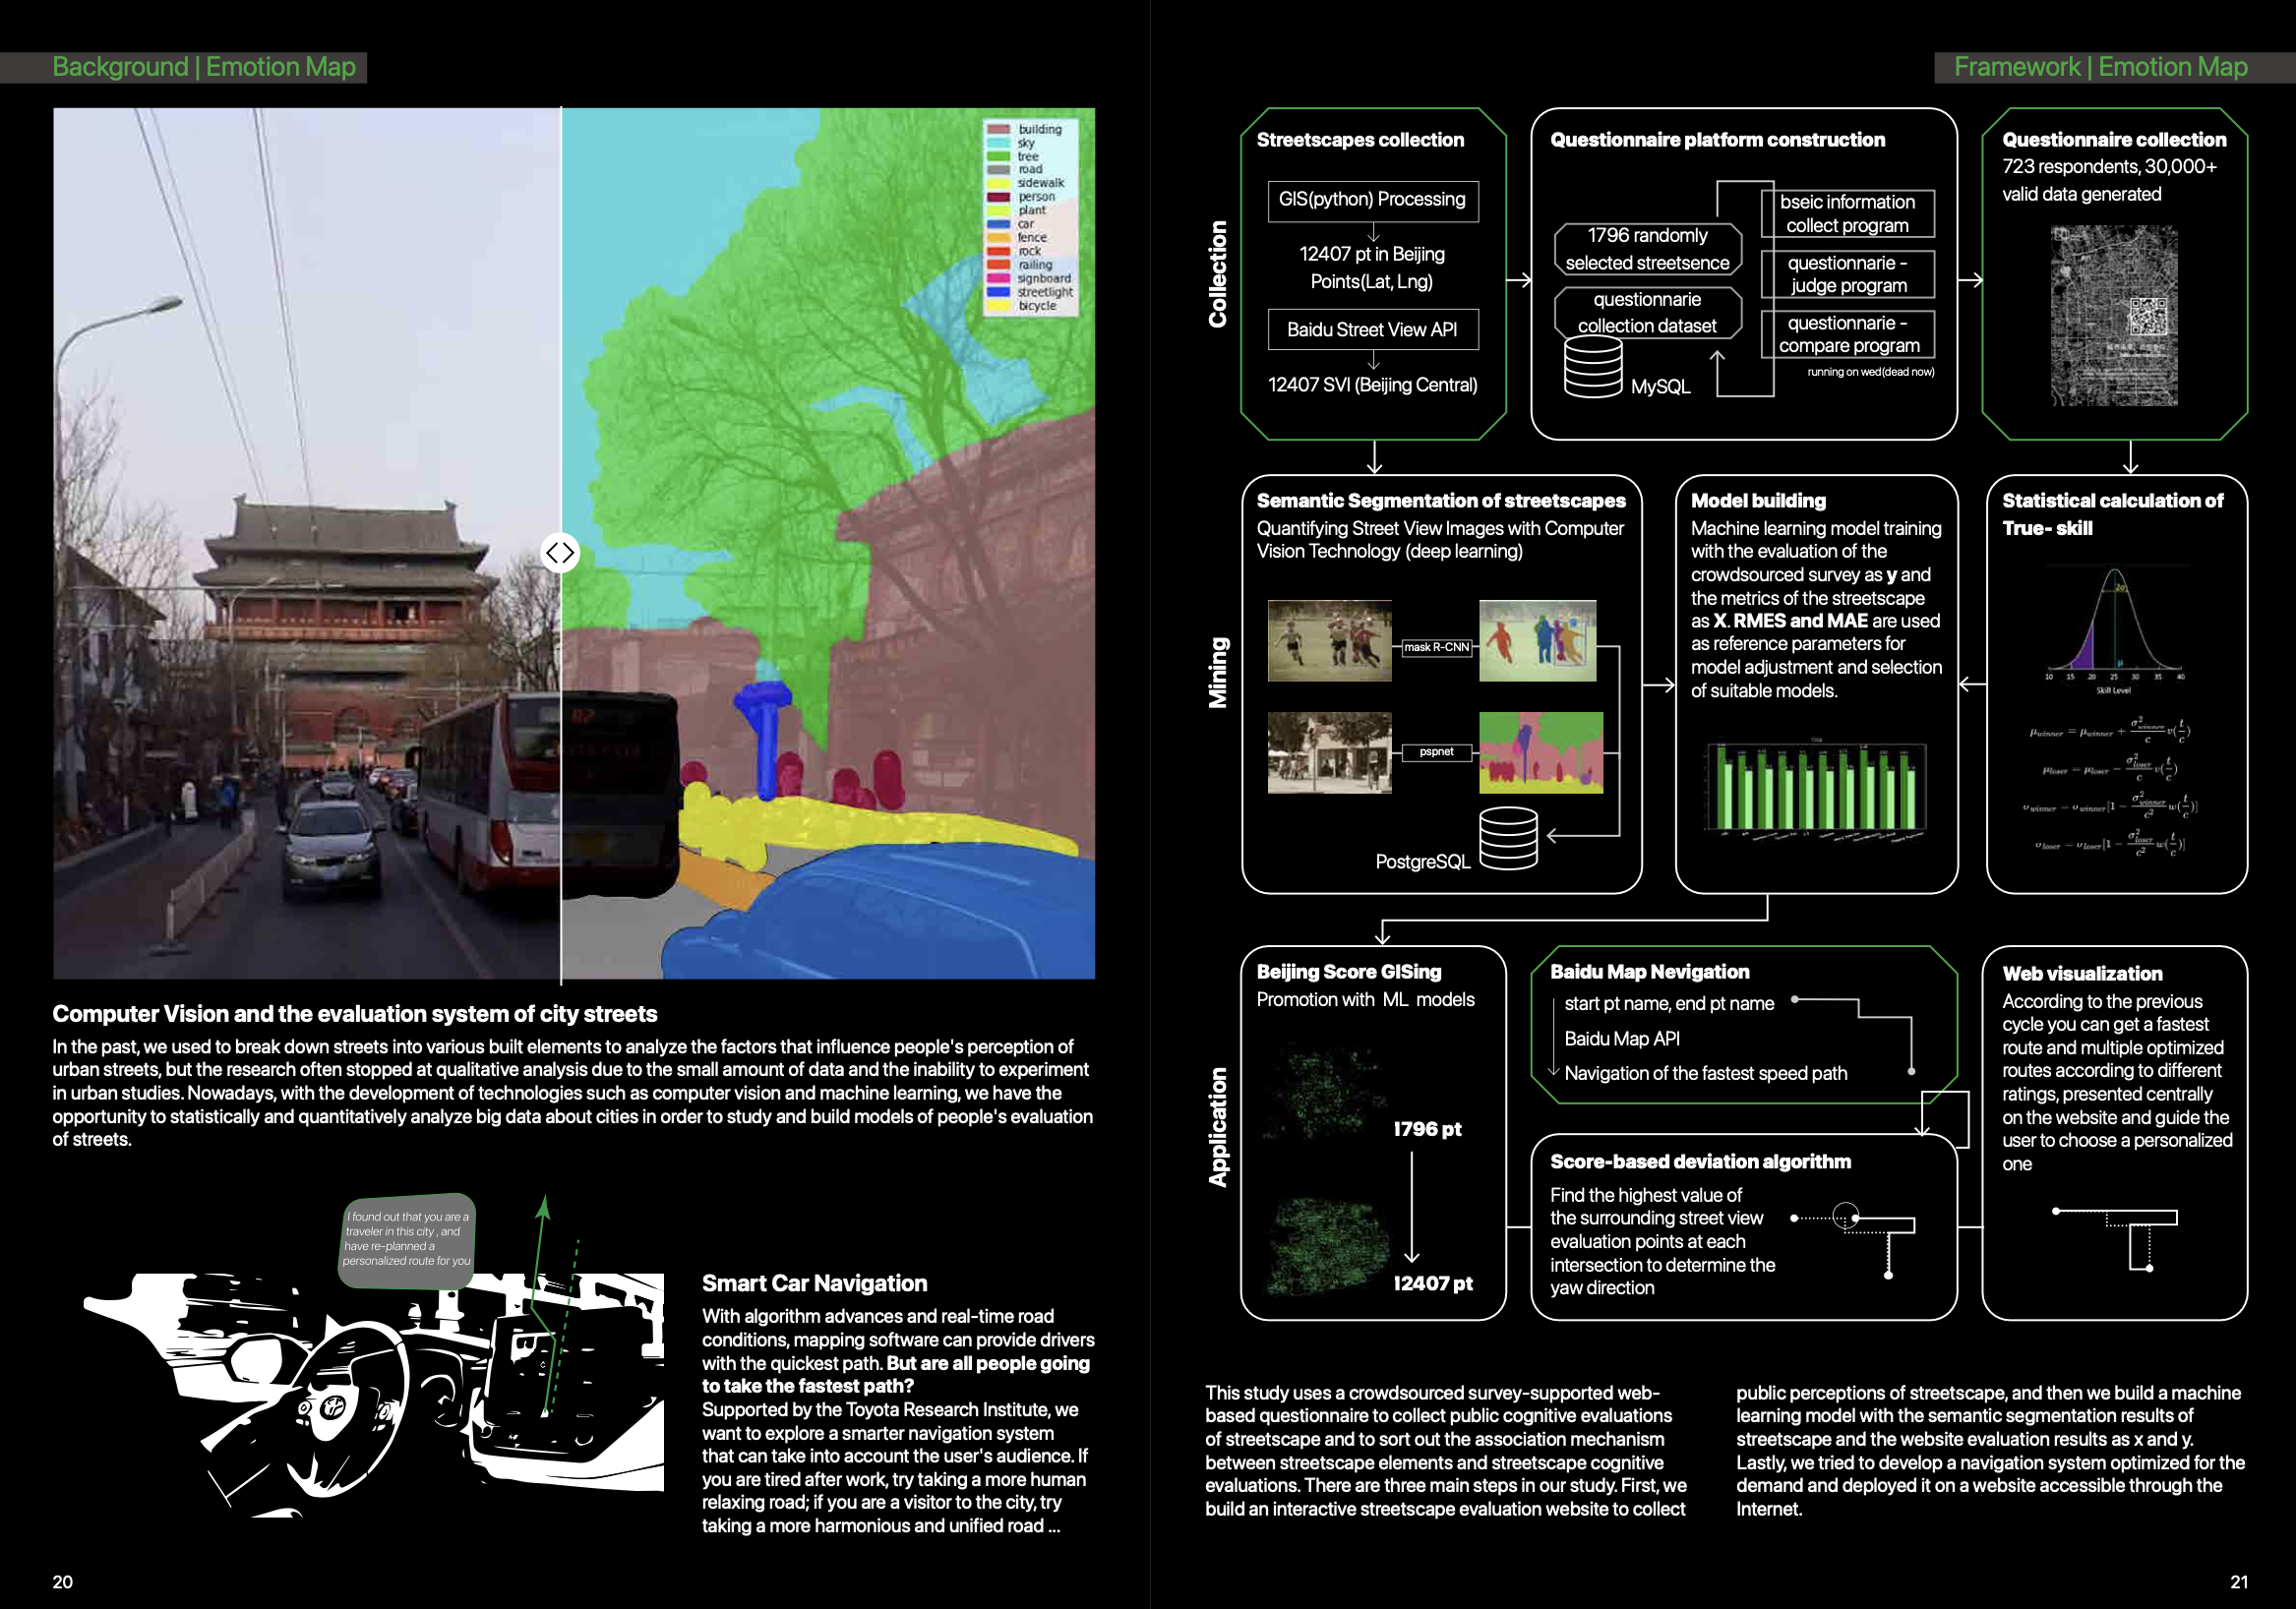 Background | Emotion Map
building
sky
tree
road
sidewalk
person
plant
car
fence
rock
railing
signboard
streetlight
bicycle
Computer Vision and the evaluation system of city streets
In the past, we used to break down streets into various built elements to analyze the factors that influence people's perception of
urban streets, but the research often stopped at qualitative analysis due to the small amount of data and the inability to experiment
in urban studies. Nowadays, with the development of technologies such as computer vision and machine learning, we have the
opportunity to statistically and quantitatively analyze big data about cities in order to study and build models of people's evaluation
of streets.
I found out that you are a
traveler in this city , and
have re-planned a
personalized route for you
Smart Car Navigation
With algorithm advances and real-time road
conditions, mapping software can provide drivers
with the quickest path. But are all people going
to take the fastest path?
Supported by the Toyota Research Institute, we
want to explore a smarter navigation system
that can take into account the user's audience. If
you are tired after work, try taking a more human
relaxing road; if you are a visitor to the city, try
taking a more harmonious and unified road ...
20
Framework | Emotion Map
Collection
Streetscapes collection
GIS(python) Processing
12407 pt in Beijing
Points(Lat, Lng)
Baidu Street View API
12407 SVI (Beijing Central)
Questionnaire platform construction
1796 randomly
selected streetsence
questionnarie
collection dataset
MySQL
bseic information
collect program
questionnarie -
judge program
questionnarie -
compare program
running on wed(dead now)
Questionnaire collection
723 respondents, 30,000+
valid data generated
Mining
Semantic Segmentation of streetscapes
Quantifying Street View Images with Computer
Vision Technology (deep learning)
mask R-CNN
pspnet
PostgreSQL
Model building
Machine learning model training
with the evaluation of the
crowdsourced survey as y and
the metrics of the streetscape
as X. RMES and MAE are used
as reference parameters for
model adjustment and selection
of suitable models.
Statistical calculation of
True- skill
2σ
μ
10 15 20 25 30 35 40
Skill Level
μwinner = μwinner + σ²winner/c v(t/c)
μloser = μloser − σ²loser/c v(t/c)
υwinner = υwinner[1 − σ²winner/c² w(t/c)]
υloser = υloser[1 − σ²loser/c² w(t/c)]
Application
Beijing Score GISing
Promotion with ML models
1796 pt
12407 pt
Baidu Map Nevigation
start pt name, end pt name
Baidu Map API
Navigation of the fastest speed path
Score-based deviation algorithm
Find the highest value of
the surrounding street view
evaluation points at each
intersection to determine the
yaw direction
Web visualization
According to the previous
cycle you can get a fastest
route and multiple optimized
routes according to different
ratings, presented centrally
on the website and guide the
user to choose a personalized
one
This study uses a crowdsourced survey-supported web-
based questionnaire to collect public cognitive evaluations
of streetscape and to sort out the association mechanism
between streetscape elements and streetscape cognitive
evaluations. There are three main steps in our study. First, we
build an interactive streetscape evaluation website to collect
public perceptions of streetscape, and then we build a machine
learning model with the semantic segmentation results of
streetscape and the website evaluation results as x and y.
Lastly, we tried to develop a navigation system optimized for the
demand and deployed it on a website accessible through the
Internet.
21